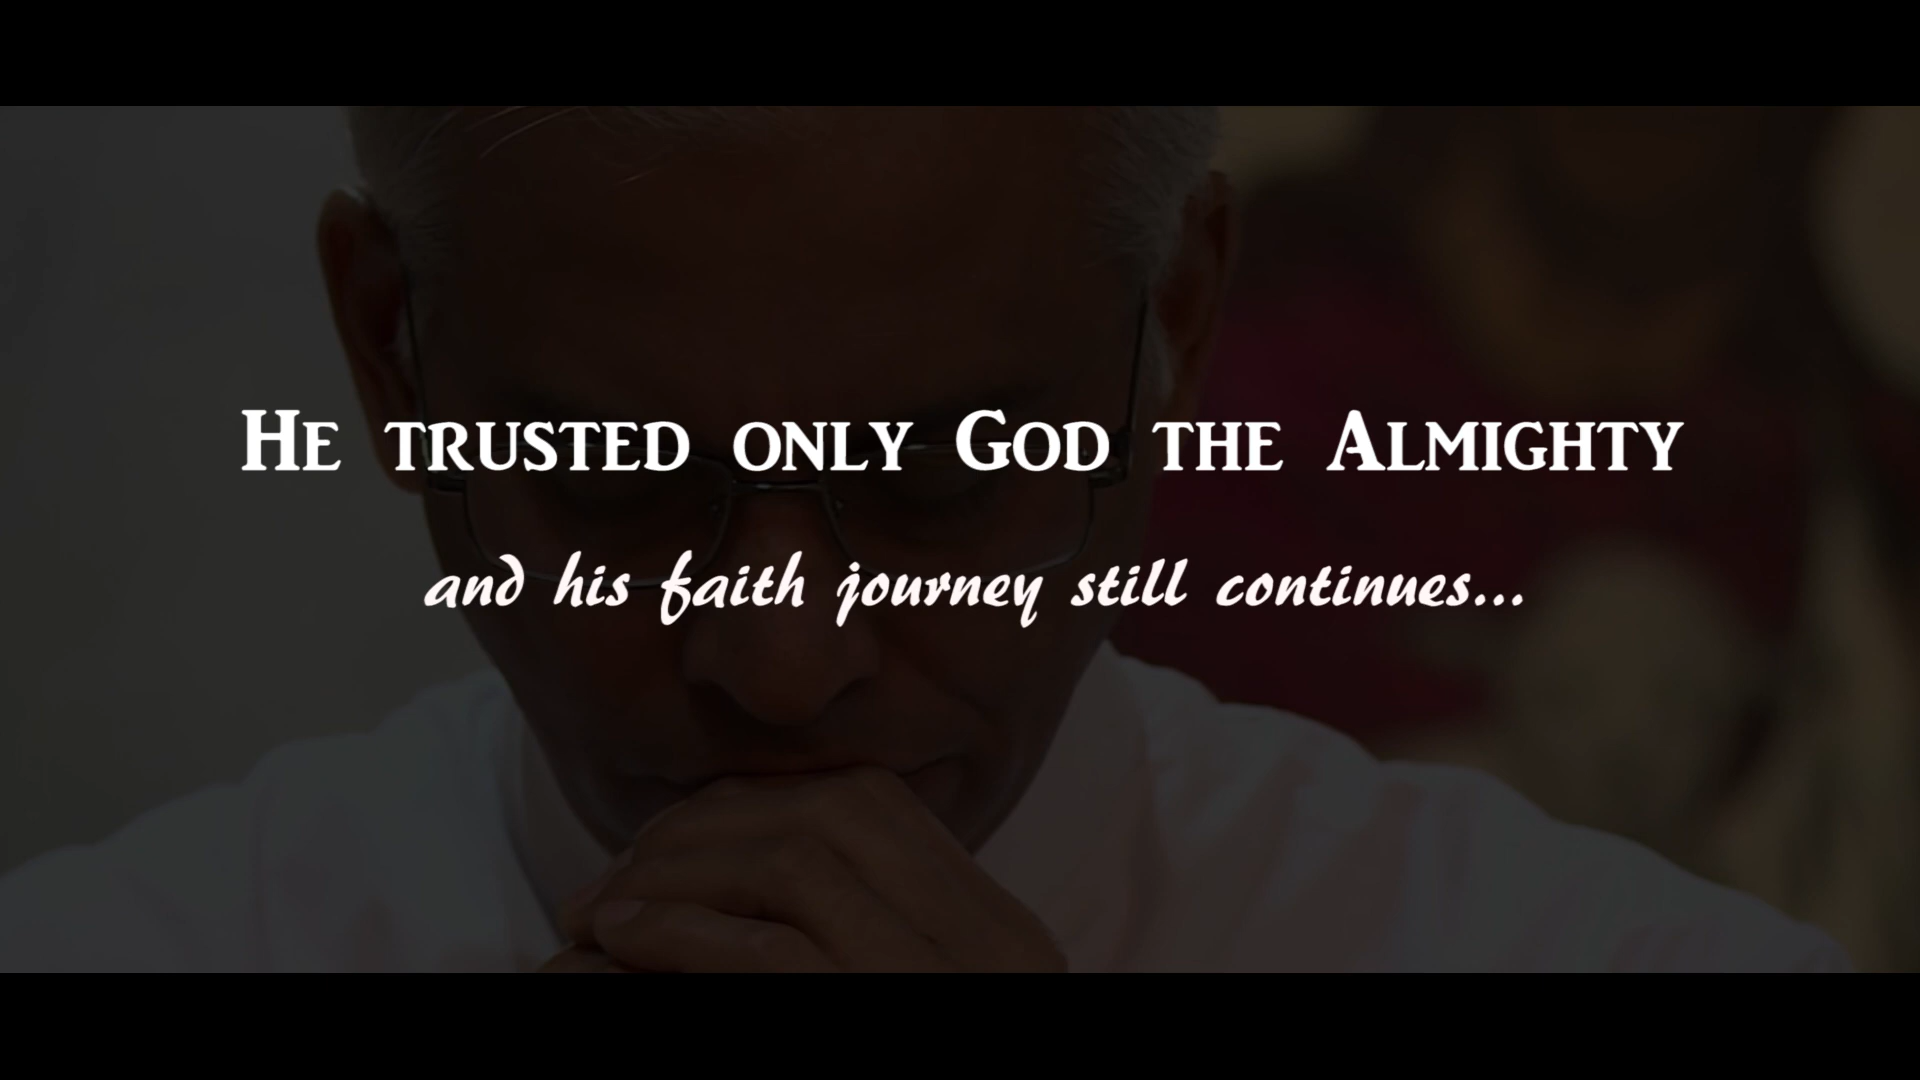 He trusted only God the Almighty
and his faith journey still continues...